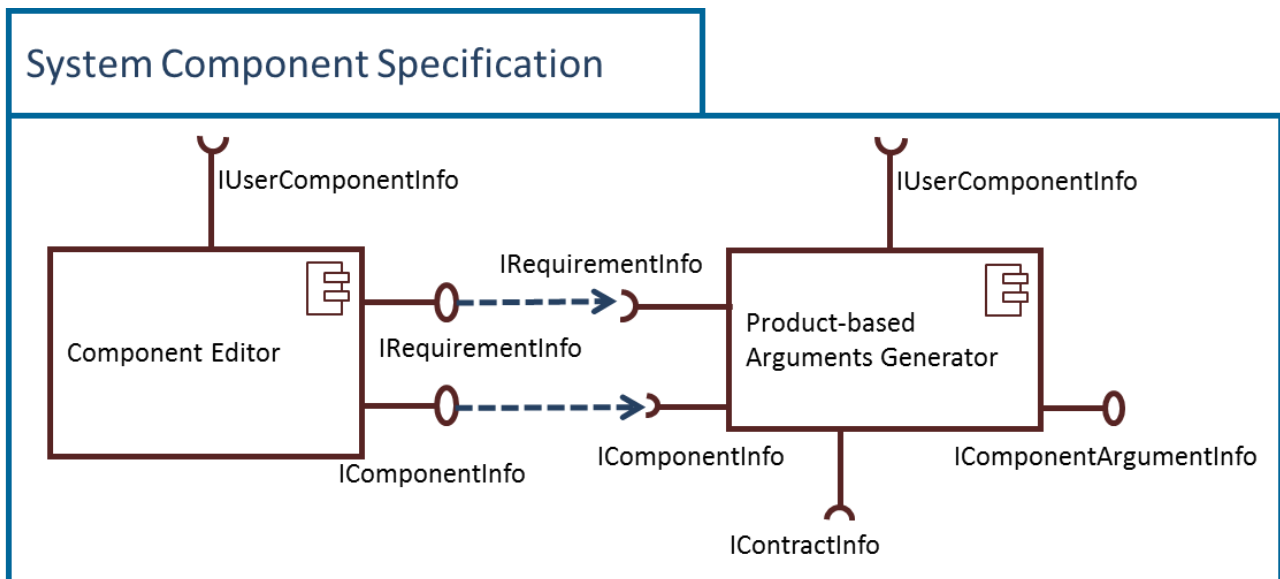 System Component Specification
IUserComponentInfo
IUserComponentInfo
IRequirementInfo
Component Editor
IRequirementInfo
Product-based
Arguments Generator
IComponentInfo
IComponentInfo
IComponentArgumentInfo
IContractInfo